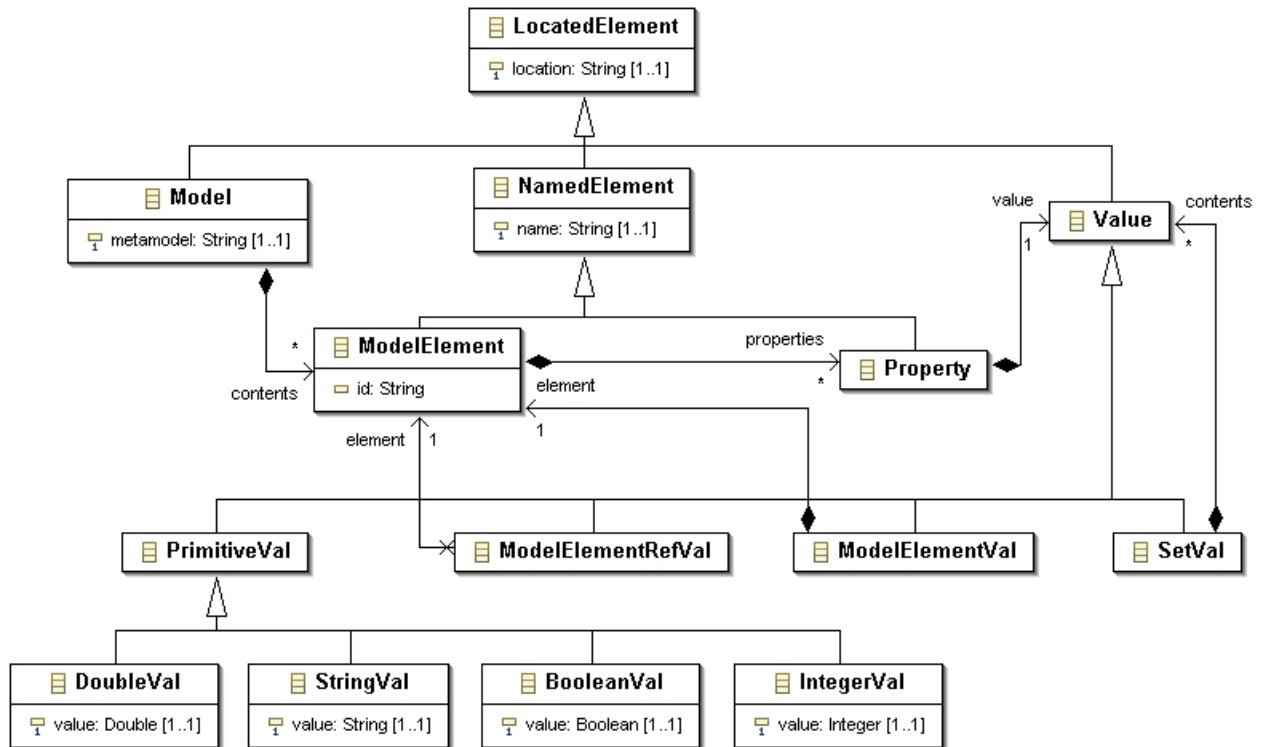 LocatedElement
location: String [1..1]
Model
metamodel: String [1..1]
NamedElement
name: String [1..1]
value
1
Value
contents
*
*
contents
ModelElement
id: String
properties
*
Property
element
1
element
1
PrimitiveVal
ModelElementRefVal
ModelElementVal
SetVal
DoubleVal
value: Double [1..1]
StringVal
value: String [1..1]
BooleanVal
value: Boolean [1..1]
IntegerVal
value: Integer [1..1]